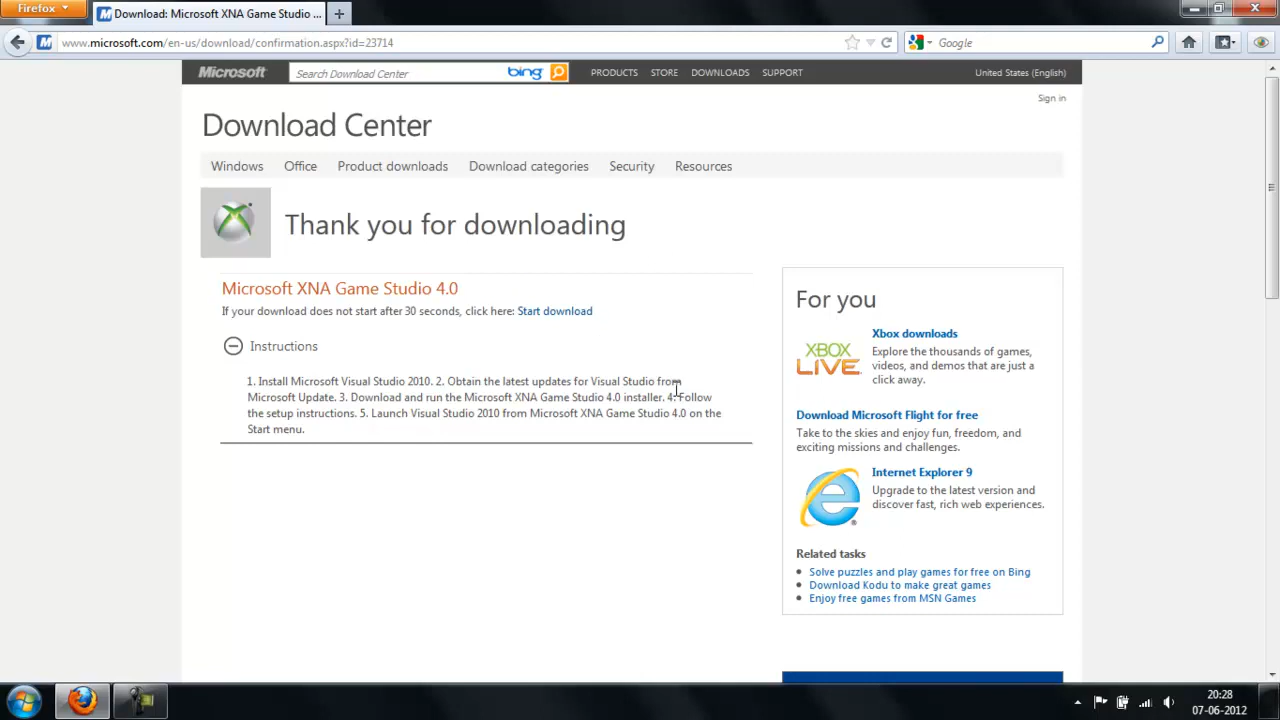 Firefox
Download: Microsoft XNA Game Studio ...
www.microsoft.com/en-us/download/confirmation.aspx?id=23714
Google
Microsoft
Search Download Center
bing
PRODUCTS STORE DOWNLOADS SUPPORT
United States (English)
Sign in
Download Center
Windows Office Product downloads Download categories Security Resources
Thank you for downloading
Microsoft XNA Game Studio 4.0
If your download does not start after 30 seconds, click here: Start download
Instructions
1. Install Microsoft Visual Studio 2010. 2. Obtain the latest updates for Visual Studio from
Microsoft Update. 3. Download and run the Microsoft XNA Game Studio 4.0 installer. 4. Follow
the setup instructions. 5. Launch Visual Studio 2010 from Microsoft XNA Game Studio 4.0 on the
Start menu.
For you
XBOX
LIVE
Xbox downloads
Explore the thousands of games,
videos, and demos that are just a
click away.
Download Microsoft Flight for free
Take to the skies and enjoy fun, freedom, and
exciting missions and challenges.
Internet Explorer 9
Upgrade to the latest version and
discover fast, rich web experiences.
Related tasks
Solve puzzles and play games for free on Bing
Download Kodu to make great games
Enjoy free games from MSN Games
20:28
07-06-2012